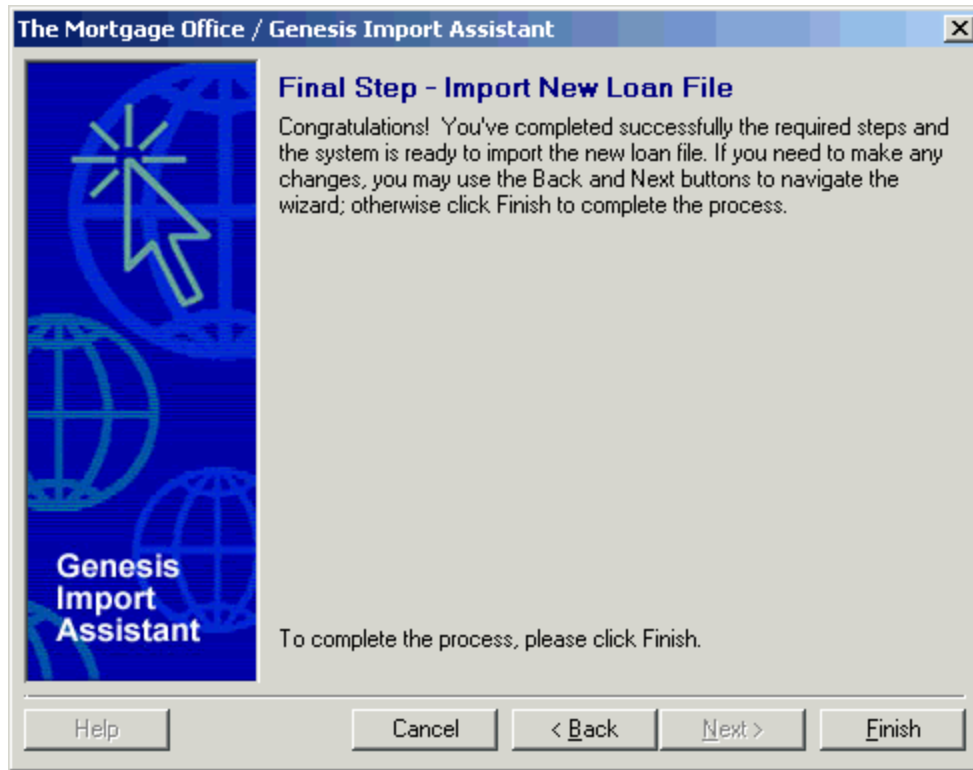 The Mortgage Office / Genesis Import Assistant
Final Step - Import New Loan File
Congratulations! You've completed successfully the required steps and
the system is ready to import the new loan file. If you need to make any
changes, you may use the Back and Next buttons to navigate the
wizard; otherwise click Finish to complete the process.
Genesis
Import
Assistant
To complete the process, please click Finish.
Help
Cancel
< Back
Next >
Finish